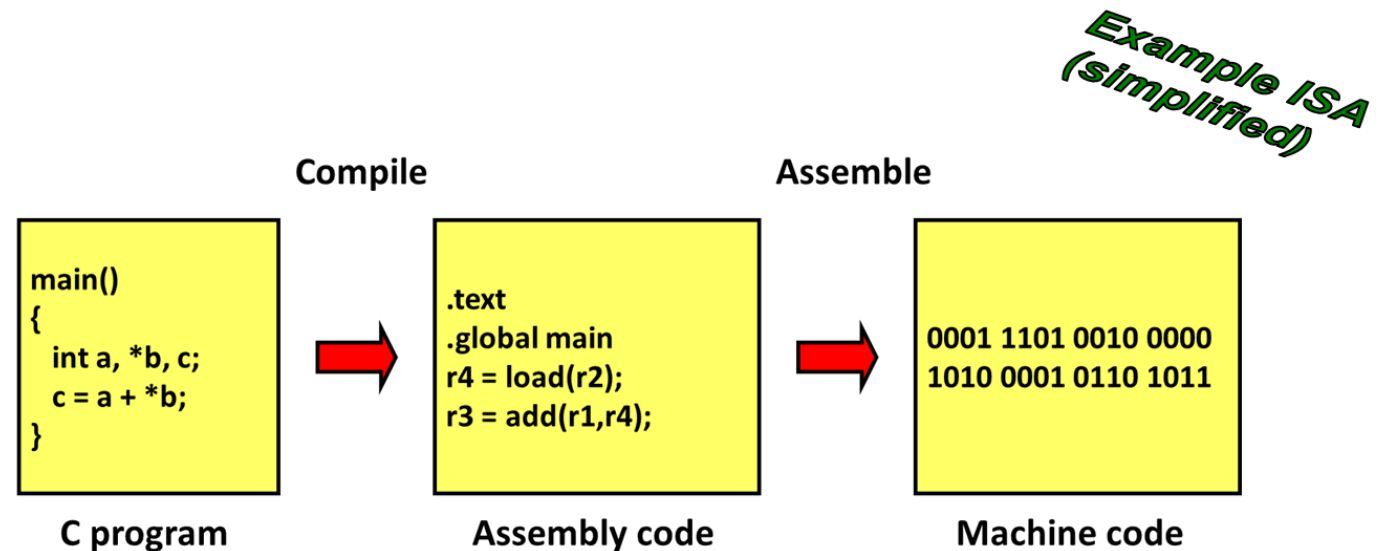 Example ISA
(simplified)
Compile
Assemble
main()
{
int a, *b, c;
c = a + *b;
}
.text
.global main
r4 = load(r2);
r3 = add(r1,r4);
0001 1101 0010 0000
1010 0001 0110 1011
C program
Assembly code
Machine code